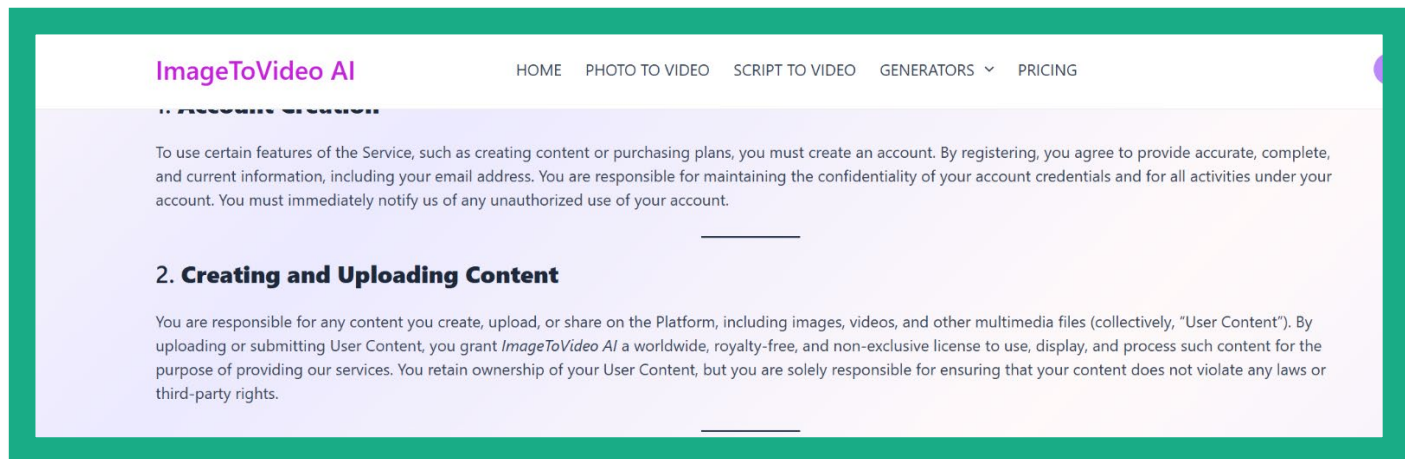 ImageToVideo AI
HOME PHOTO TO VIDEO SCRIPT TO VIDEO GENERATORS PRICING
1. Account Creation
To use certain features of the Service, such as creating content or purchasing plans, you must create an account. By registering, you agree to provide accurate, complete,
and current information, including your email address. You are responsible for maintaining the confidentiality of your account credentials and for all activities under your
account. You must immediately notify us of any unauthorized use of your account.
2. Creating and Uploading Content
You are responsible for any content you create, upload, or share on the Platform, including images, videos, and other multimedia files (collectively, “User Content”). By
uploading or submitting User Content, you grant ImageToVideo AI a worldwide, royalty-free, and non-exclusive license to use, display, and process such content for the
purpose of providing our services. You retain ownership of your User Content, but you are solely responsible for ensuring that your content does not violate any laws or
third-party rights.